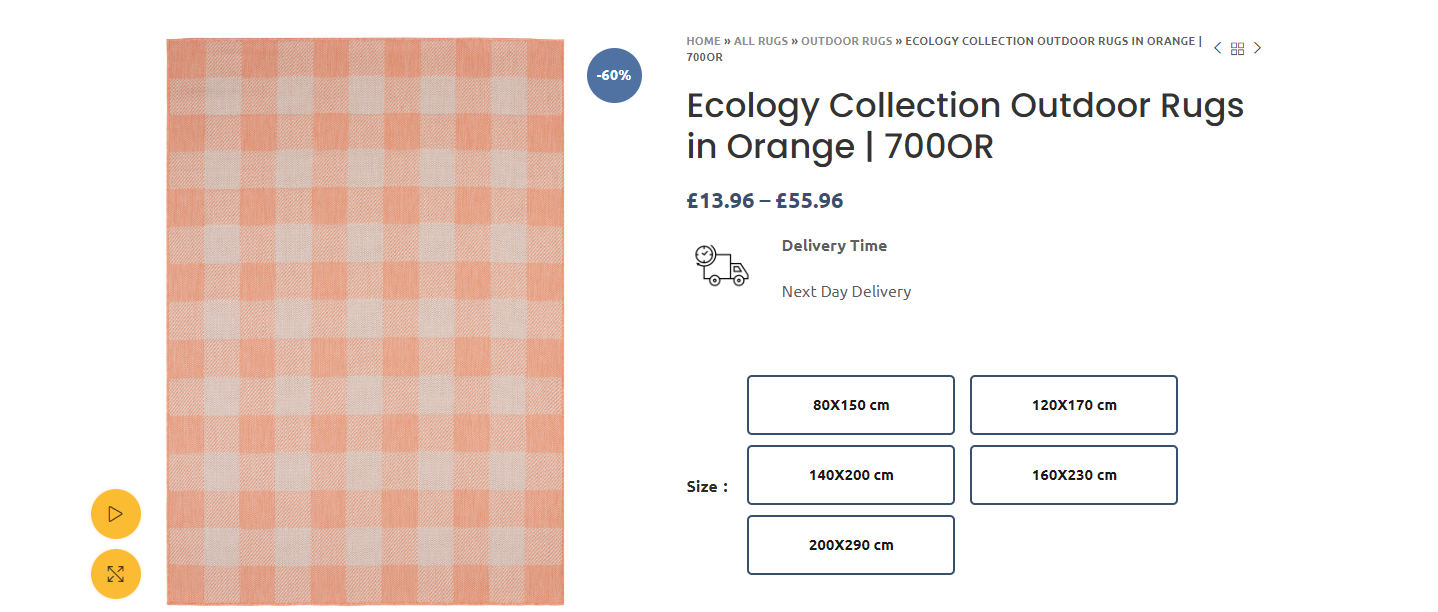 -60%
HOME » ALL RUGS » OUTDOOR RUGS » ECOLOGY COLLECTION OUTDOOR RUGS IN ORANGE |
700OR
Ecology Collection Outdoor Rugs
in Orange | 700OR
£13.96 – £55.96
Delivery Time
Next Day Delivery
Size :
80X150 cm
120X170 cm
140X200 cm
160X230 cm
200X290 cm